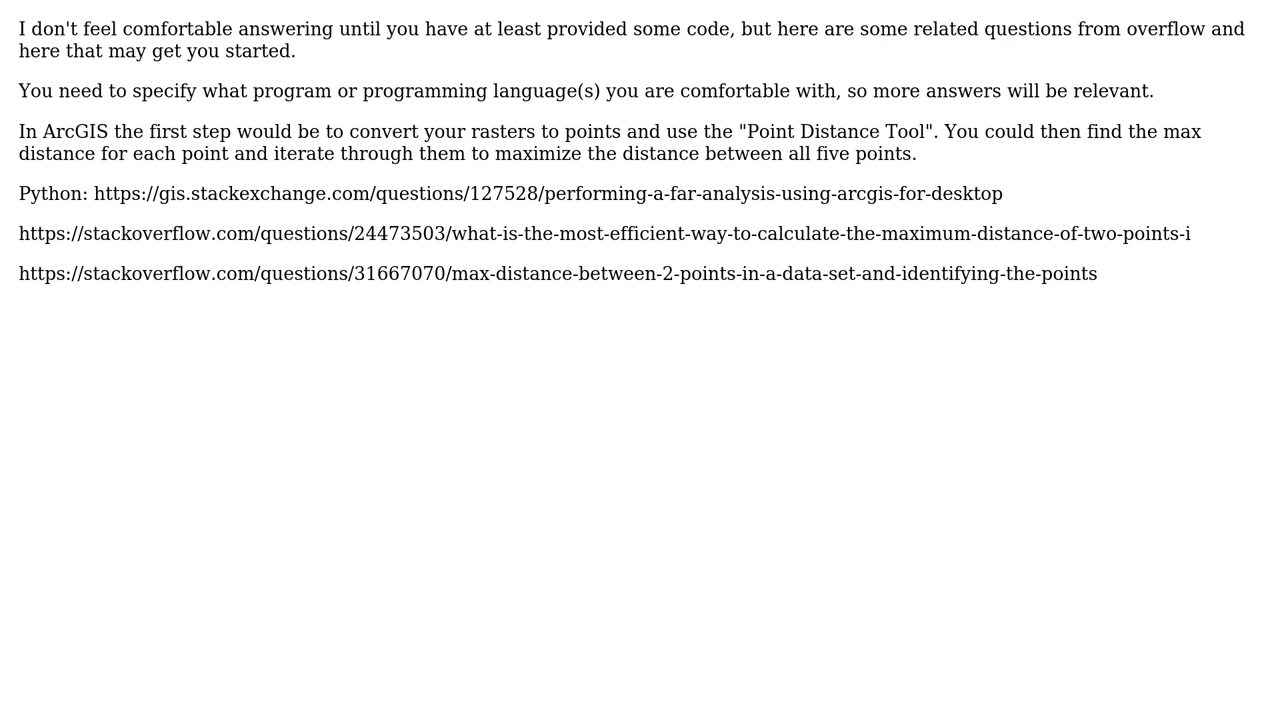 I don't feel comfortable answering until you have at least provided some code, but here are some related questions from overflow and
here that may get you started.
You need to specify what program or programming language(s) you are comfortable with, so more answers will be relevant.
In ArcGIS the first step would be to convert your rasters to points and use the "Point Distance Tool". You could then find the max
distance for each point and iterate through them to maximize the distance between all five points.
Python: https://gis.stackexchange.com/questions/127528/performing-a-far-analysis-using-arcgis-for-desktop
https://stackoverflow.com/questions/24473503/what-is-the-most-efficient-way-to-calculate-the-maximum-distance-of-two-points-i
https://stackoverflow.com/questions/31667070/max-distance-between-2-points-in-a-data-set-and-identifying-the-points